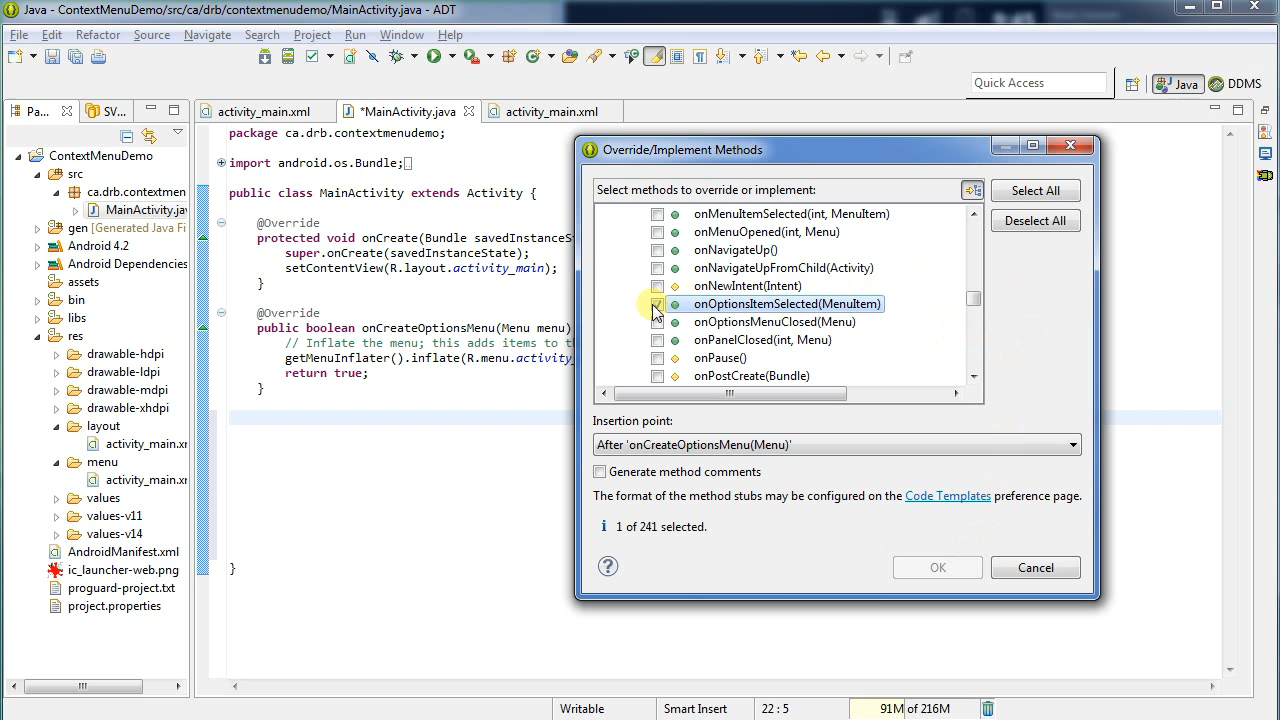 Java - ContextMenuDemo/src/ca/drb/contextmenudemo/MainActivity.java - ADT
File Edit Refactor Source Navigate Search Project Run Window Help
Quick Access
Java
DDMS
Pa...
SV...
activity_main.xml
*MainActivity.java
activity_main.xml
ContextMenuDemo
src
ca.drb.contextmen
MainActivity.jav
gen [Generated Java Fi
Android 4.2
Android Dependencies
assets
bin
libs
res
drawable-hdpi
drawable-ldpi
drawable-mdpi
drawable-xhdpi
layout
activity_main.xm
menu
activity_main.xm
values
values-v11
values-v14
AndroidManifest.xml
ic_launcher-web.png
proguard-project.txt
project.properties
package ca.drb.contextmenudemo;
import android.os.Bundle;
public class MainActivity extends Activity {
@Override
protected void onCreate(Bundle savedInstanceSt
super.onCreate(savedInstanceState);
setContentView(R.layout.activity_main);
}
@Override
public boolean onCreateOptionsMenu(Menu menu)
// Inflate the menu; this adds items to th
getMenuInflater().inflate(R.menu.activity_
return true;
}
}
Override/Implement Methods
Select methods to override or implement:
Select All
Deselect All
onMenuItemSelected(int, MenuItem)
onMenuOpened(int, Menu)
onNavigateUp()
onNavigateUpFromChild(Activity)
onNewIntent(Intent)
onOptionsItemSelected(MenuItem)
onOptionsMenuClosed(Menu)
onPanelClosed(int, Menu)
onPause()
onPostCreate(Bundle)
Insertion point:
After 'onCreateOptionsMenu(Menu)'
Generate method comments
The format of the method stubs may be configured on the Code Templates preference page.
1 of 241 selected.
OK
Cancel
Writable
Smart Insert
22 : 5
91M of 216M